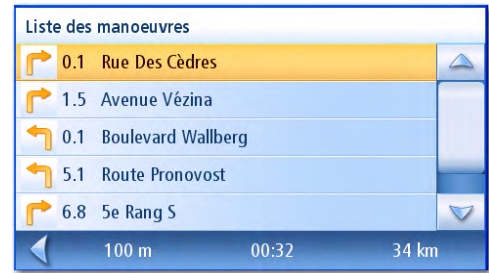 Liste des manoeuvres
0.1 Rue Des Cèdres
1.5 Avenue Vézina
0.1 Boulevard Wallberg
5.1 Route Pronovost
6.8 5e Rang S
100 m 00:32 34 km